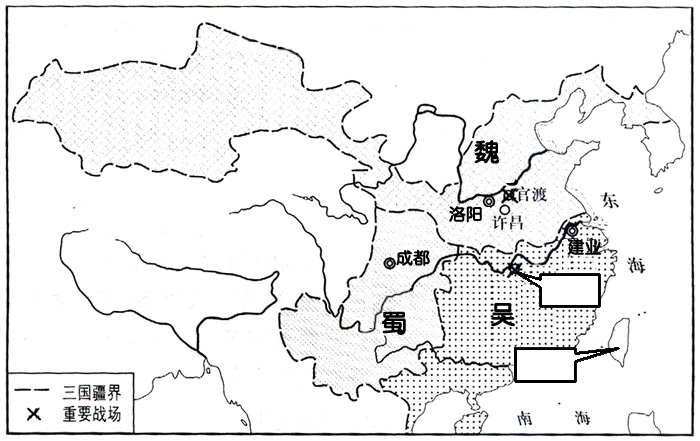 魏
官渡
洛阳
许昌
东
海
建业
成都
吴
蜀
三国疆界
重要战场
南 海